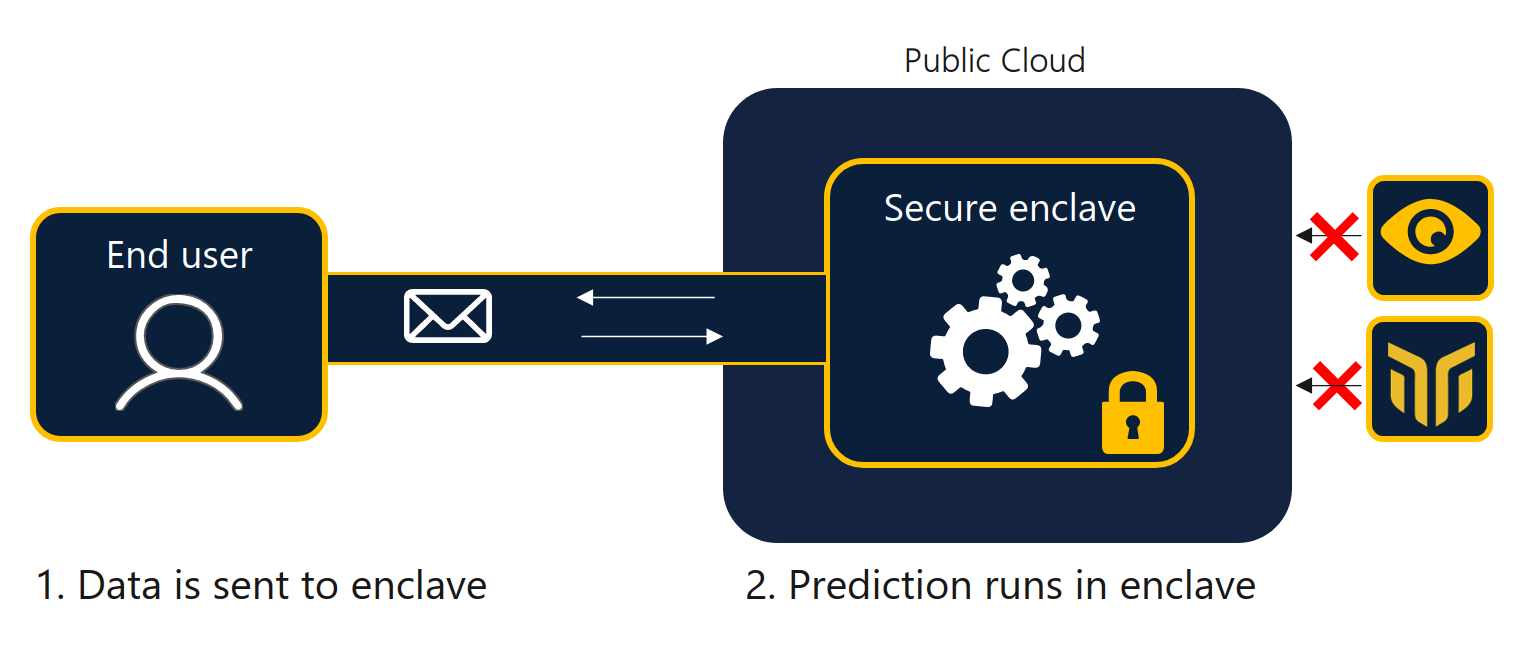 Public Cloud
Secure enclave
End user
1. Data is sent to enclave
2. Prediction runs in enclave